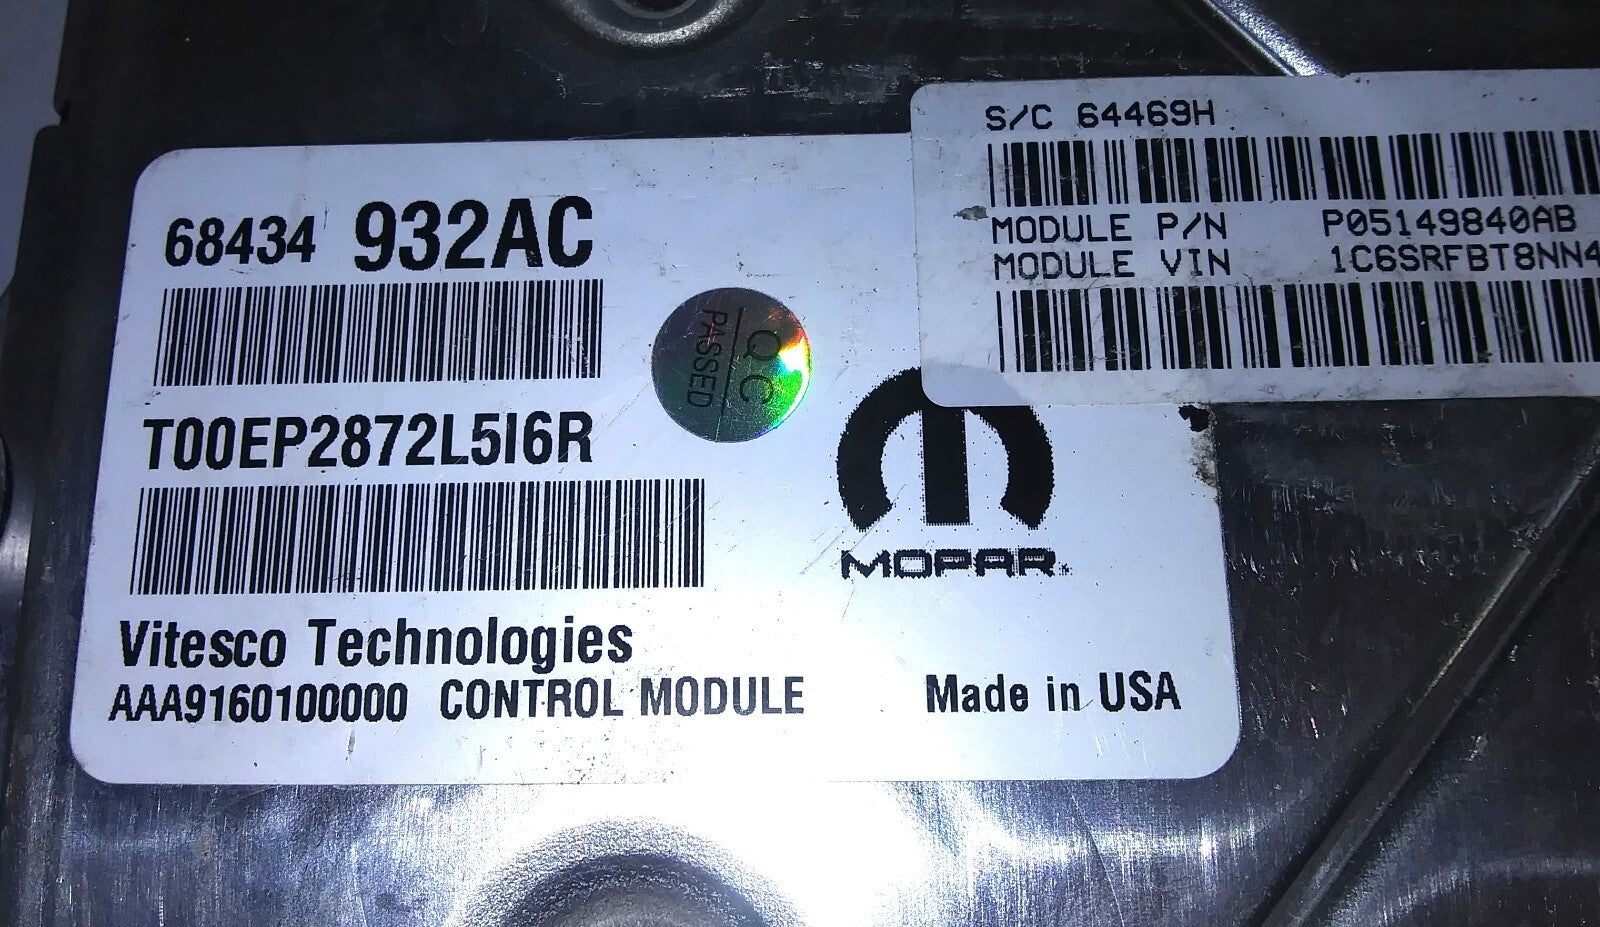 S/C 64469H
MODULE P/N P05149840AB
MODULE VIN 1C6SRFBT8NN4
68434 932AC
QC
PASSED
T00EP2872L5I6R
MOPAR.
Vitesco Technologies
AAA9160100000 CONTROL MODULE
Made in USA